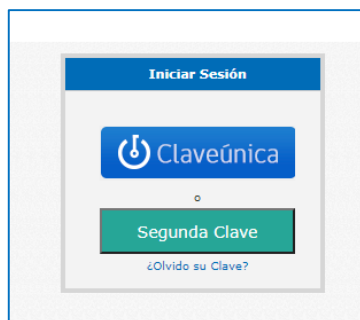 Iniciar Sesión
Claveúnica
o
Segunda Clave
¿Olvido su Clave?